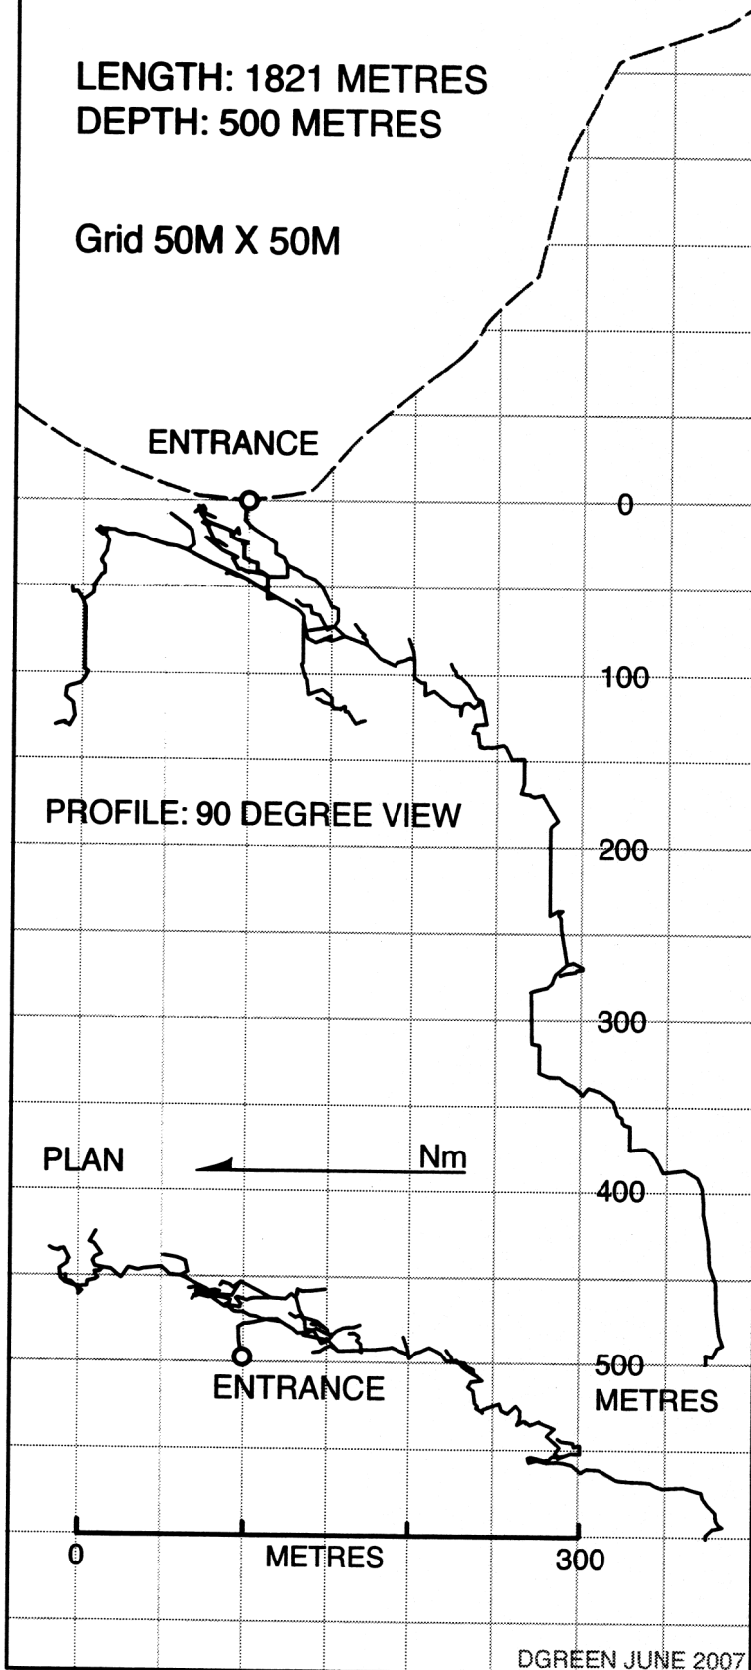 LENGTH: 1821 METRES
DEPTH: 500 METRES
Grid 50M X 50M
ENTRANCE
0
100
PROFILE: 90 DEGREE VIEW
200
300
PLAN
Nm
400
500
ENTRANCE
METRES
0
METRES
300
DGREEN JUNE 2007